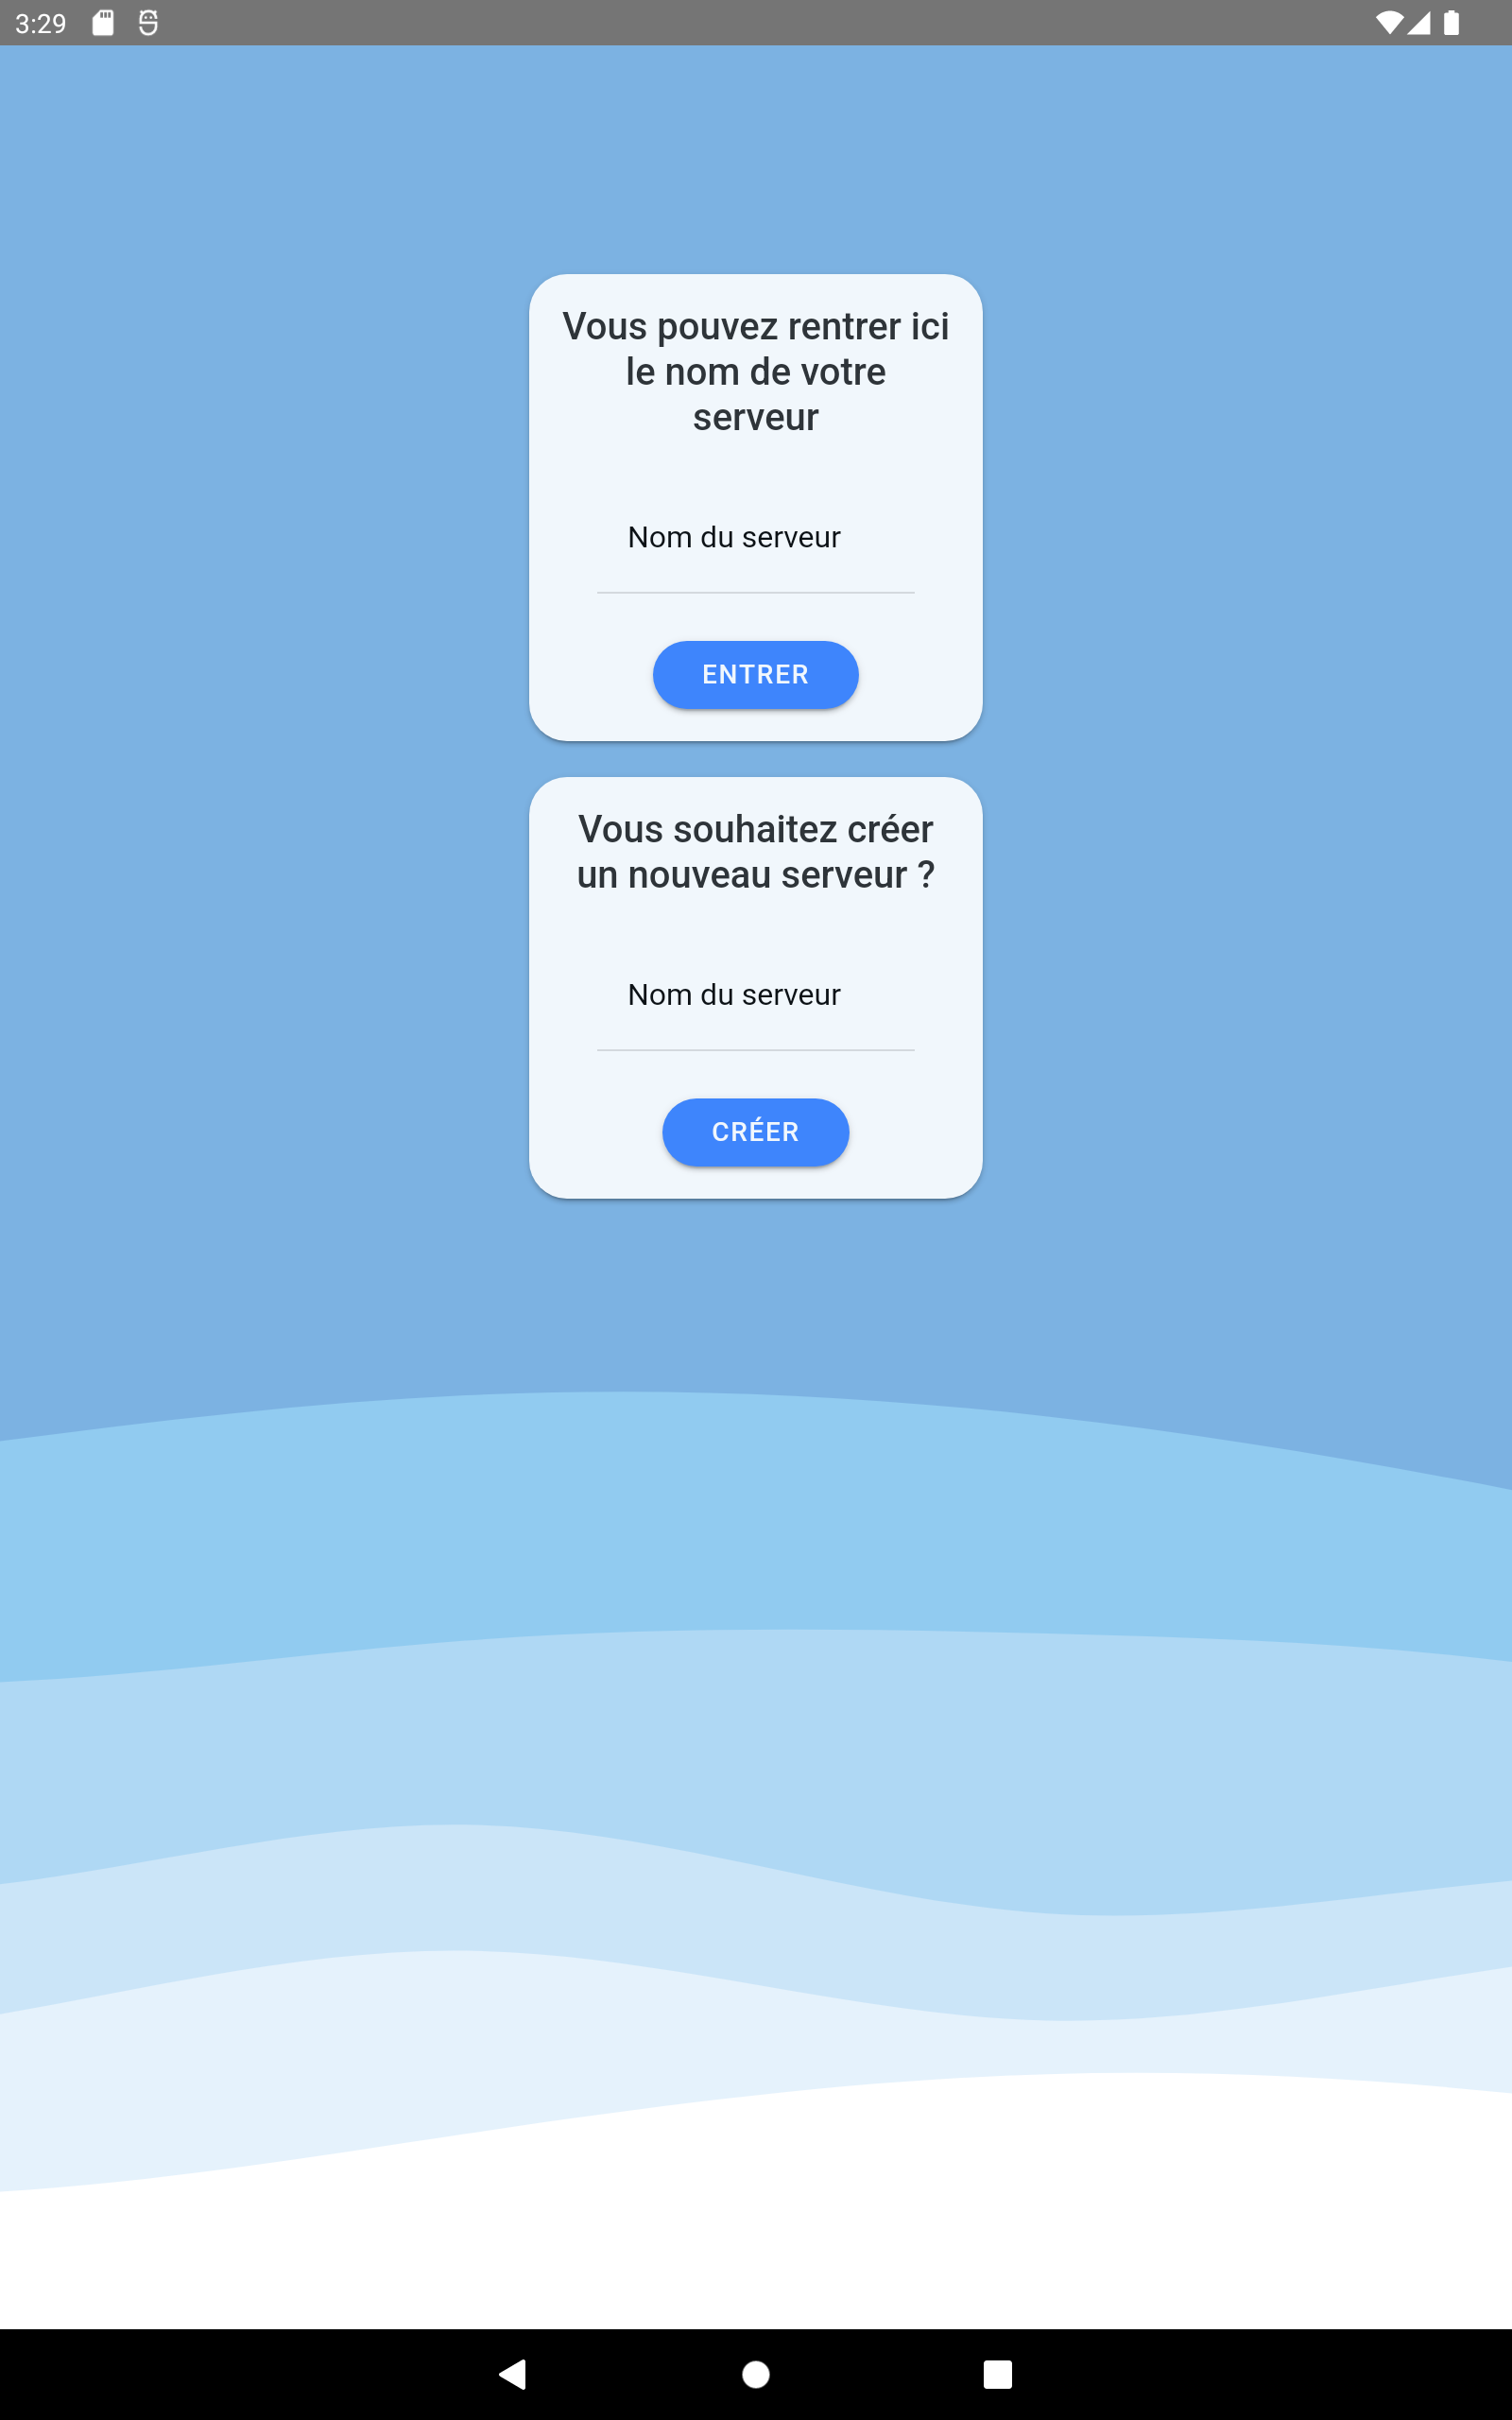 3:29
Vous pouvez rentrer ici
le nom de votre
serveur
Nom du serveur
ENTRER
Vous souhaitez créer
un nouveau serveur ?
Nom du serveur
CRÉER